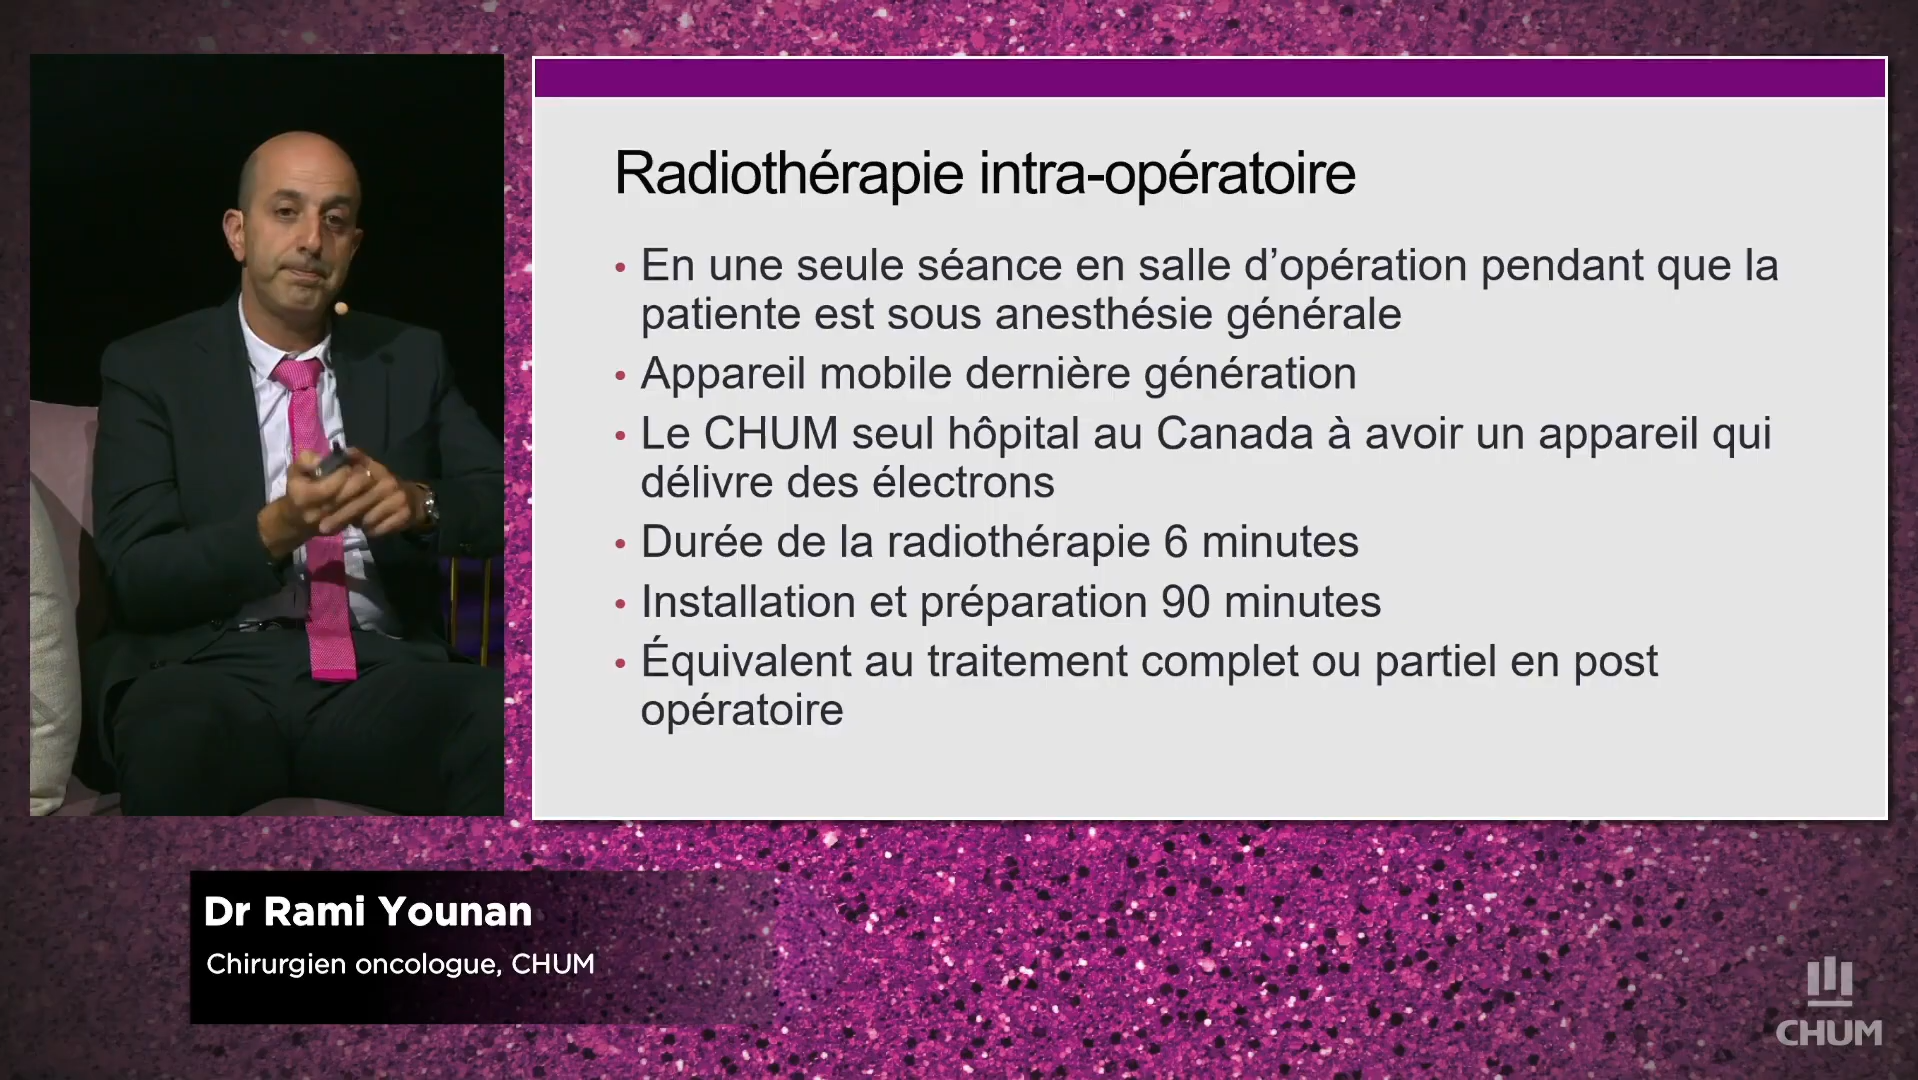 Radiothérapie intra-opératoire
• En une seule séance en salle d’opération pendant que la
patiente est sous anesthésie générale
• Appareil mobile dernière génération
• Le CHUM seul hôpital au Canada à avoir un appareil qui
délivre des électrons
• Durée de la radiothérapie 6 minutes
• Installation et préparation 90 minutes
• Équivalent au traitement complet ou partiel en post
opératoire
Dr Rami Younan
Chirurgien oncologue, CHUM
CHUM